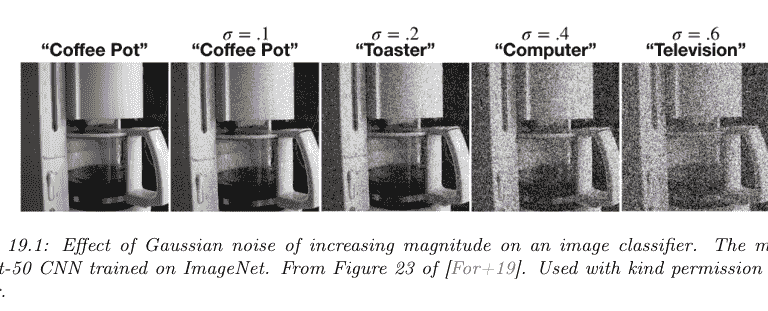 σ = .1 σ = .2 σ = .4 σ = .6
“Coffee Pot” “Coffee Pot” “Toaster” “Computer” “Television”
19.1: Effect of Gaussian noise of increasing magnitude on an image classifier. The m
t-50 CNN trained on ImageNet. From Figure 23 of [For+19]. Used with kind permission
r.